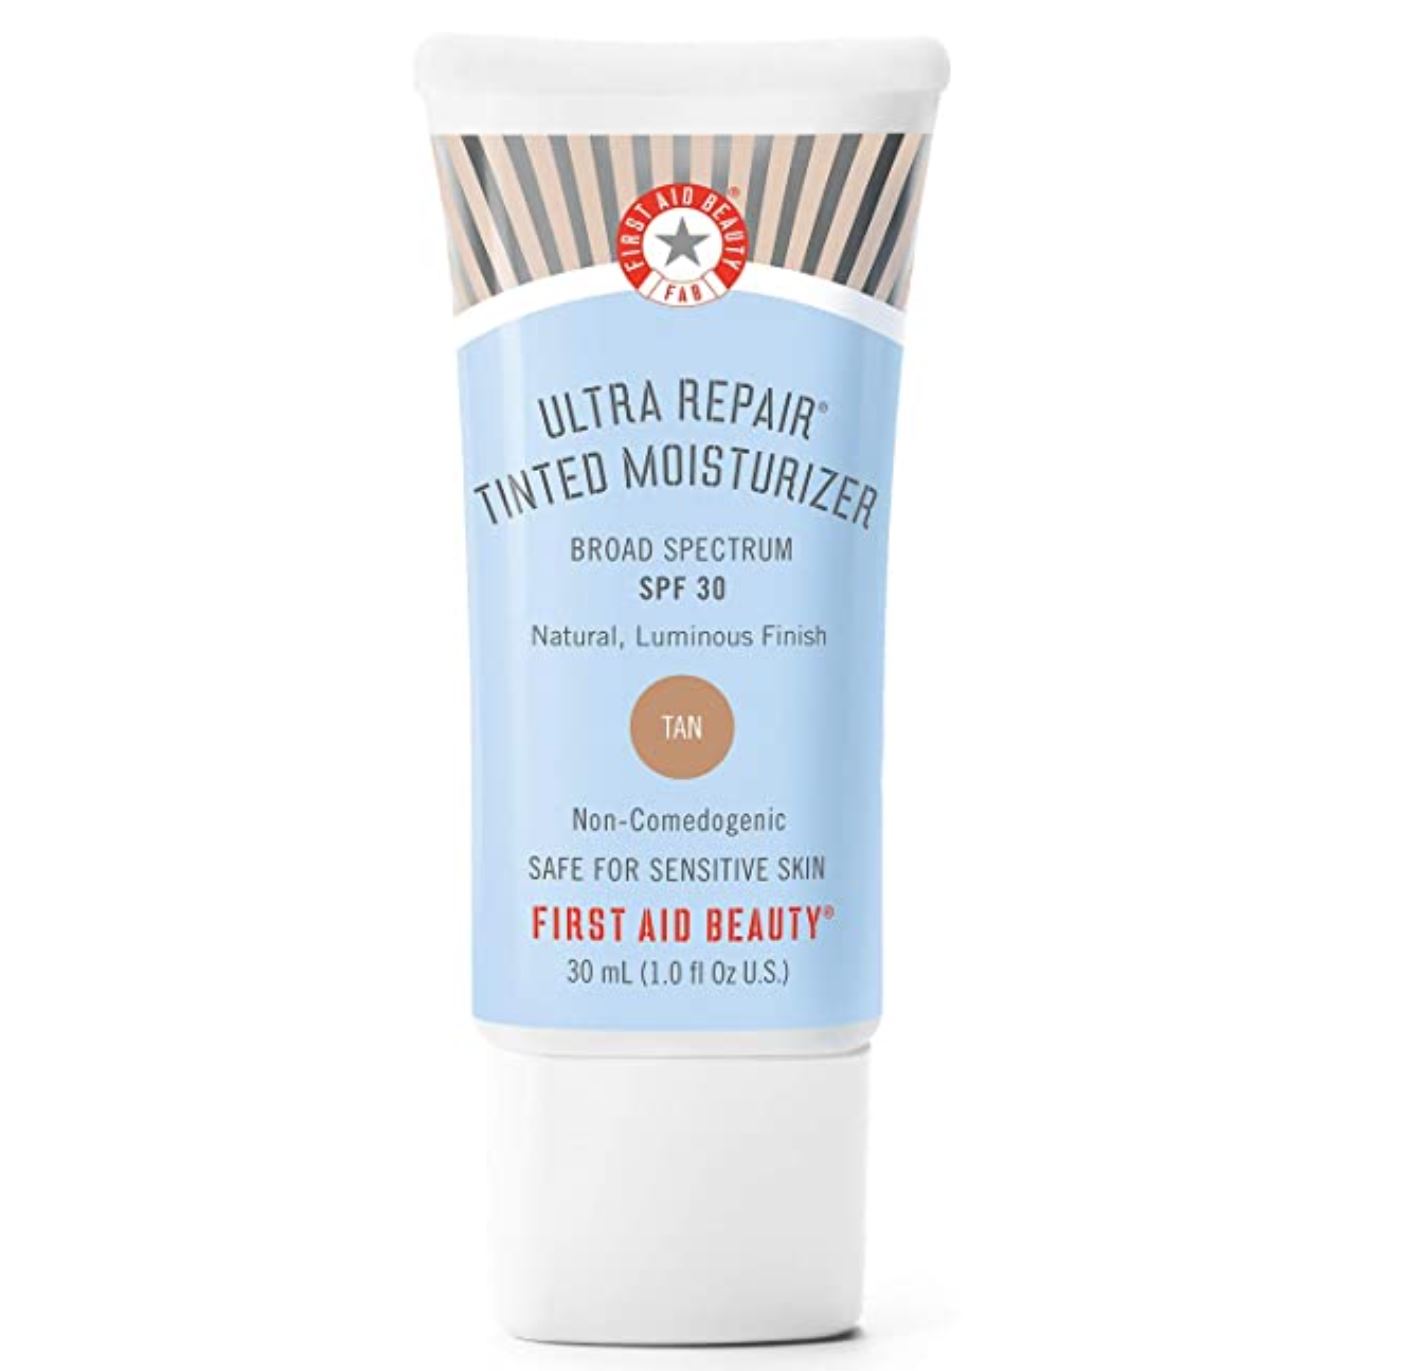 FIRST AID BEAUTY®
FAB
ULTRA REPAIR®
TINTED MOISTURIZER
BROAD SPECTRUM
SPF 30
Natural, Luminous Finish
TAN
Non-Comedogenic
SAFE FOR SENSITIVE SKIN
FIRST AID BEAUTY®
30 mL (1.0 fl Oz U.S.)